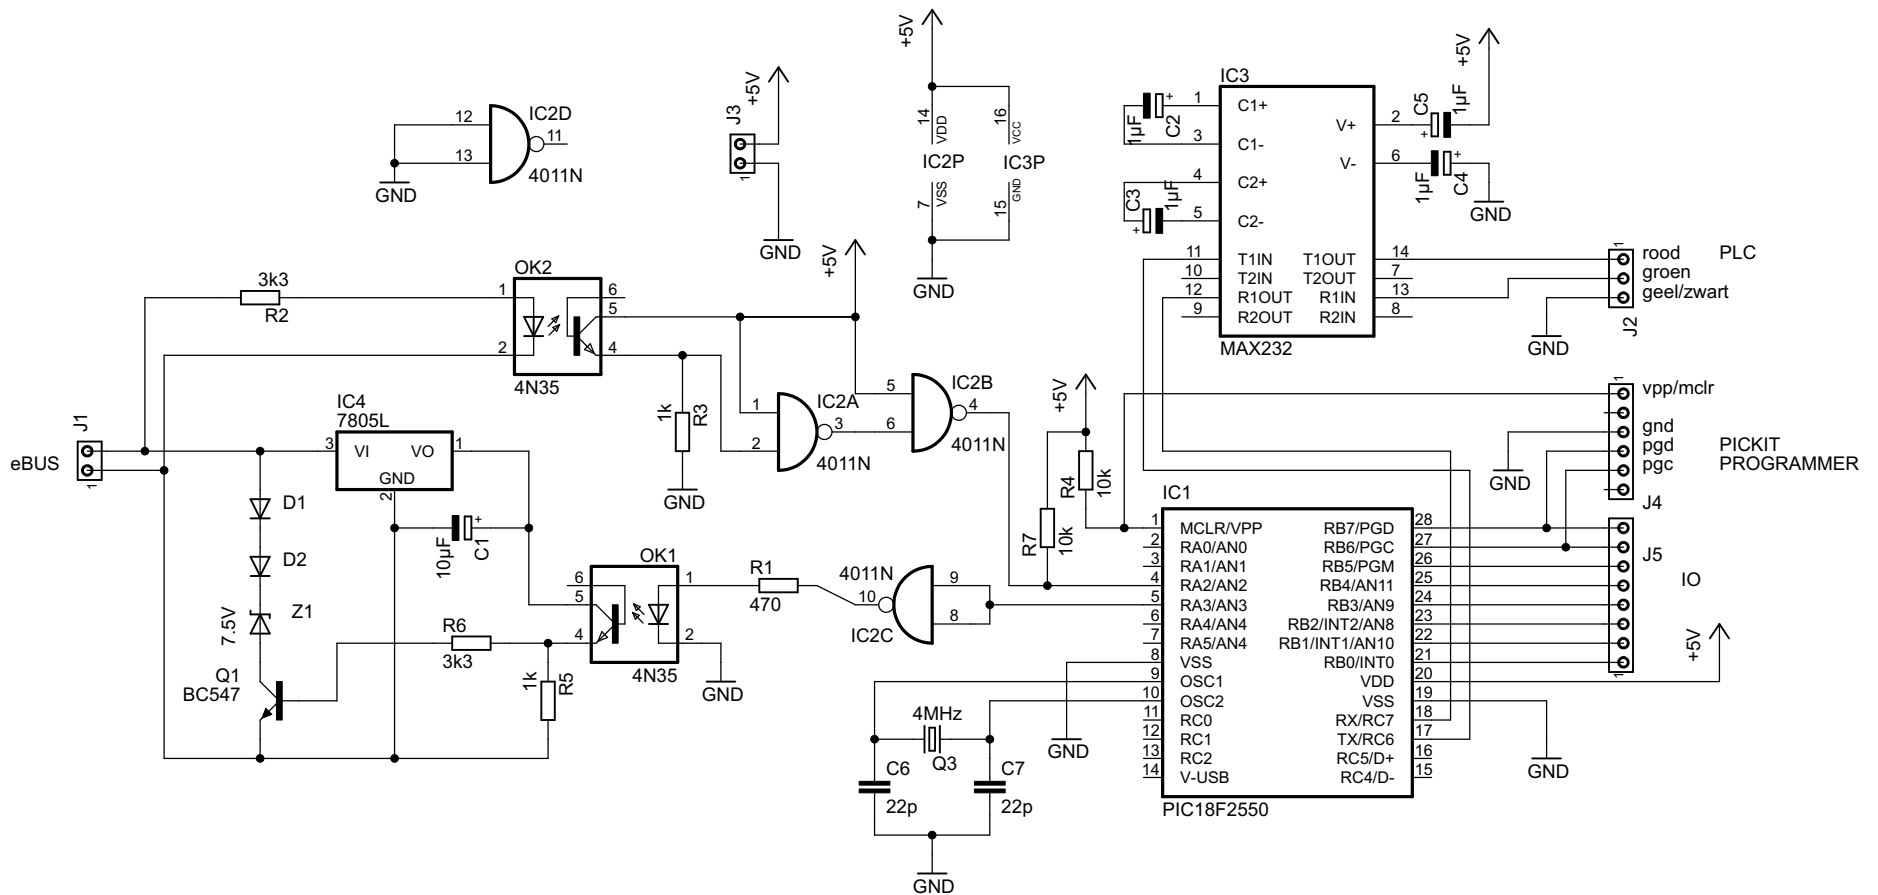 +5V
+5V
+5V
IC3
J3
12
IC2D
11
13
4011N
GND
1
GND
14
VDD
16
VCC
IC2P
IC3P
7
VSS
15
GND
GND
1µF
C2
1
C1+
3
C1-
4
C2+
C3
1µF
5
C2-
V+
2
C5
1µF
V-
6
1µF
C4
GND
11
T1IN
T1OUT
14
10
T2IN
T2OUT
7
12
R1OUT
R1IN
13
9
R2OUT
R2IN
8
MAX232
1
rood
PLC
groen
geel/zwart
J2
GND
3k3
R2
OK2
1
6
5
2
4
4N35
+5V
1k
R3
GND
1
IC2A
3
2
4011N
5
IC2B
4
6
4011N
J1
eBUS
1
IC4
7805L
3
VI
VO
1
GND
2
10µF
C1
+
D1
D2
7.5V
Z1
Q1
BC547
R6
3k3
1k
R5
OK1
6
1
5
4
2
4N35
GND
R1
470
4011N
10
9
8
IC2C
+5V
R4
10k
R7
10k
1
vpp/mclr
gnd
pgd
PICKIT
pgc
PROGRAMMER
GND
J4
J5
IO
1
IC1
1
MCLR/VPP
RB7/PGD
28
2
RA0/AN0
RB6/PGC
27
3
RA1/AN1
RB5/PGM
26
4
RA2/AN2
RB4/AN11
25
5
RA3/AN3
RB3/AN9
24
6
RA4/AN4
RB2/INT2/AN8
23
7
RA5/AN4
RB1/INT1/AN10
22
8
VSS
RB0/INT0
21
9
OSC1
VDD
20
10
OSC2
VSS
19
11
RC0
RX/RC7
18
12
RC1
TX/RC6
17
13
RC2
RC5/D+
16
14
V-USB
RC4/D-
15
PIC18F2550
+5V
GND
GND
4MHz
Q3
C6
22p
C7
22p
GND